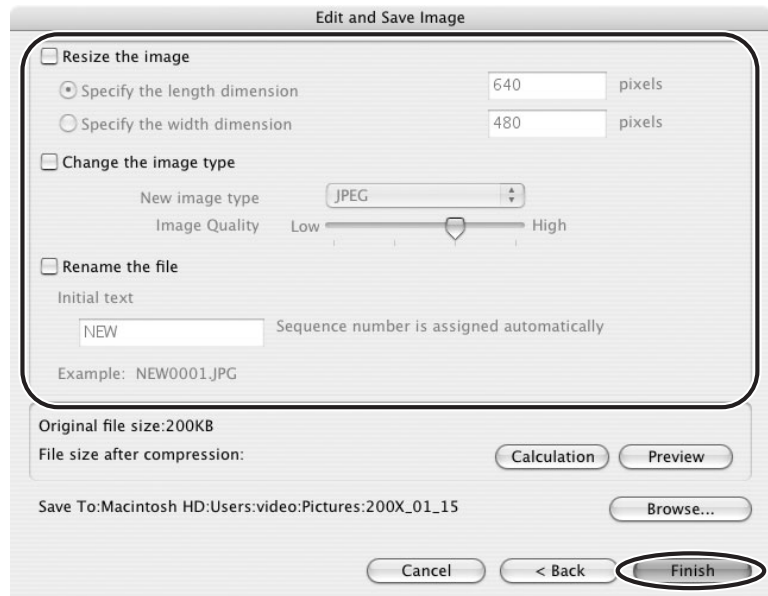 Edit and Save Image
Resize the image
Specify the length dimension 640 pixels
Specify the width dimension 480 pixels
Change the image type
New image type JPEG
Image Quality Low High
Rename the file
Initial text
NEW Sequence number is assigned automatically
Example: NEW0001.JPG
Original file size:200KB
File size after compression: Calculation Preview
Save To:Macintosh HD:Users:video:Pictures:200X_01_15 Browse...
Cancel < Back Finish